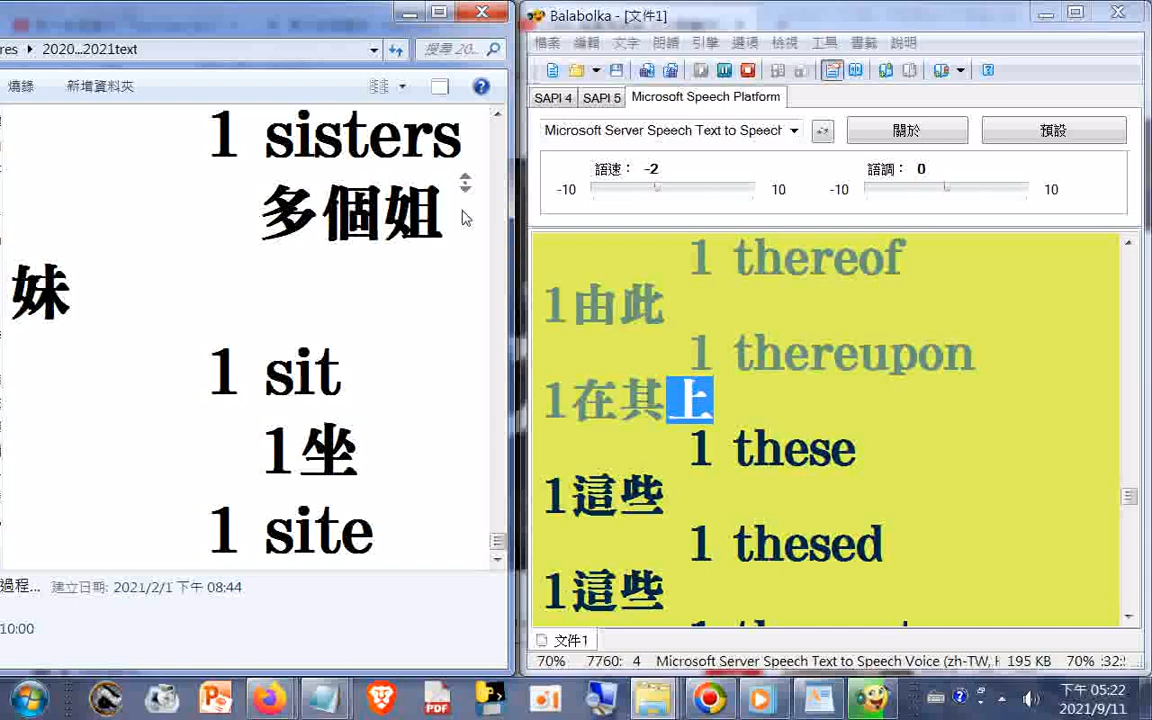 res ▸ 2020...2021text
搜尋 20...
燒錄 新增資料夾
1 sisters
多個姐
妹
1 sit
1坐
1 site
過程... 建立日期: 2021/2/1 下午 08:44
10:00
Balabolka - [文件1]
檔案 編輯 文字 朗讀 引擎 選項 檢視 工具 書籤 說明
SAPI 4 SAPI 5 Microsoft Speech Platform
Microsoft Server Speech Text to Speech
關於 預設
語速： -2 語調： 0
-10 10 -10 10
1 thereof
1由此
1 thereupon
1在其上
1 these
1這些
1 thesed
1這些
文件1
70% 7760: 4 Microsoft Server Speech Text to Speech Voice (zh-TW, 195 KB 70%
PDF
下午 05:22
2021/9/11